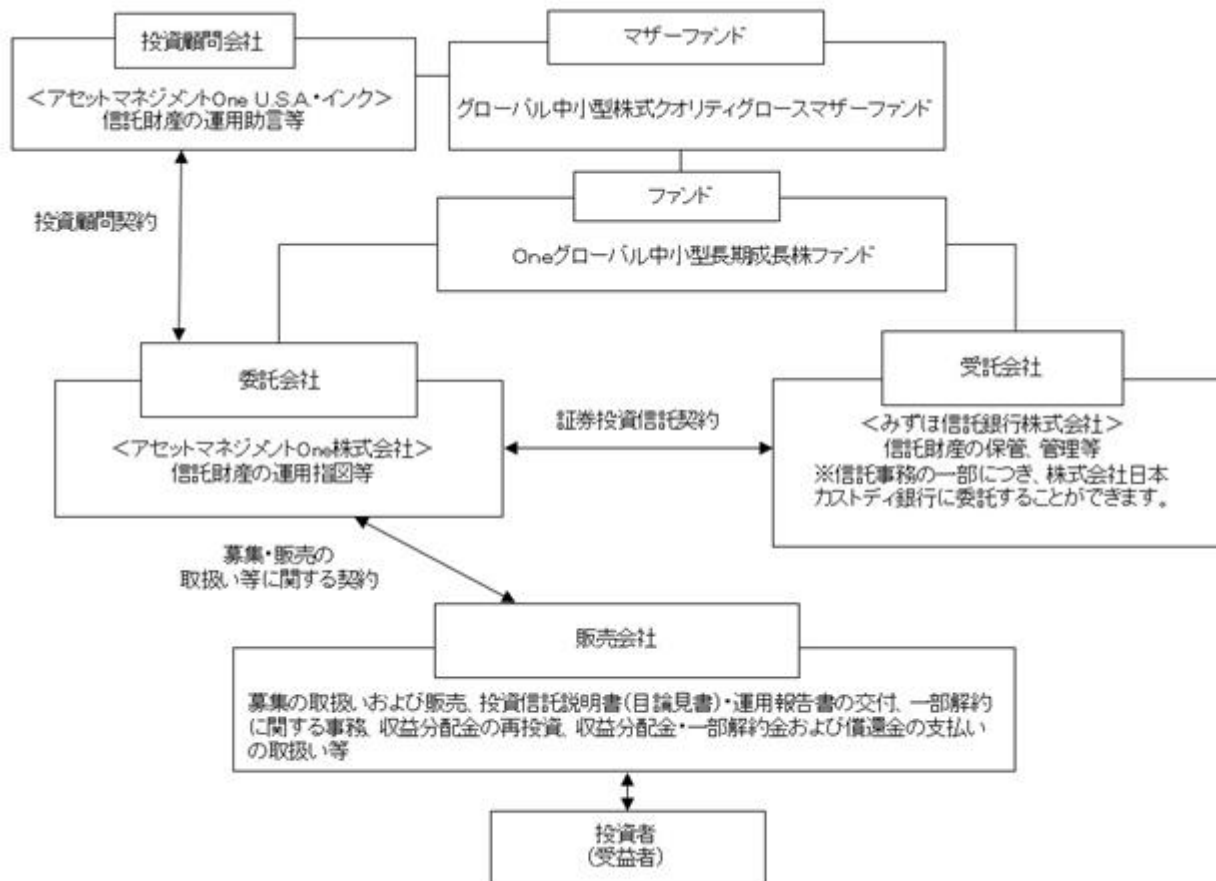 投資顧問会社
<アセットマネジメントOne U.S.A.・インク>
信託財産の運用助言等
マザーファンド
グローバル中小型株式クオリティグロースマザーファンド
ファンド
Oneグローバル中小型長期成長株ファンド
投資顧問契約
委託会社
<アセットマネジメントOne株式会社>
信託財産の運用指図等
証券投資信託契約
受託会社
<みずほ信託銀行株式会社>
信託財産の保管、管理等
※信託事務の一部につき、株式会社日本
カストディ銀行に委託することができます。
募集・販売の
取扱い等に関する契約
販売会社
募集の取扱いおよび販売、投資信託説明書(目論見書)・運用報告書の交付、一部解約
に関する事務、収益分配金の再投資、収益分配金・一部解約金および償還金の支払い
の取扱い等
投資者
(受益者)